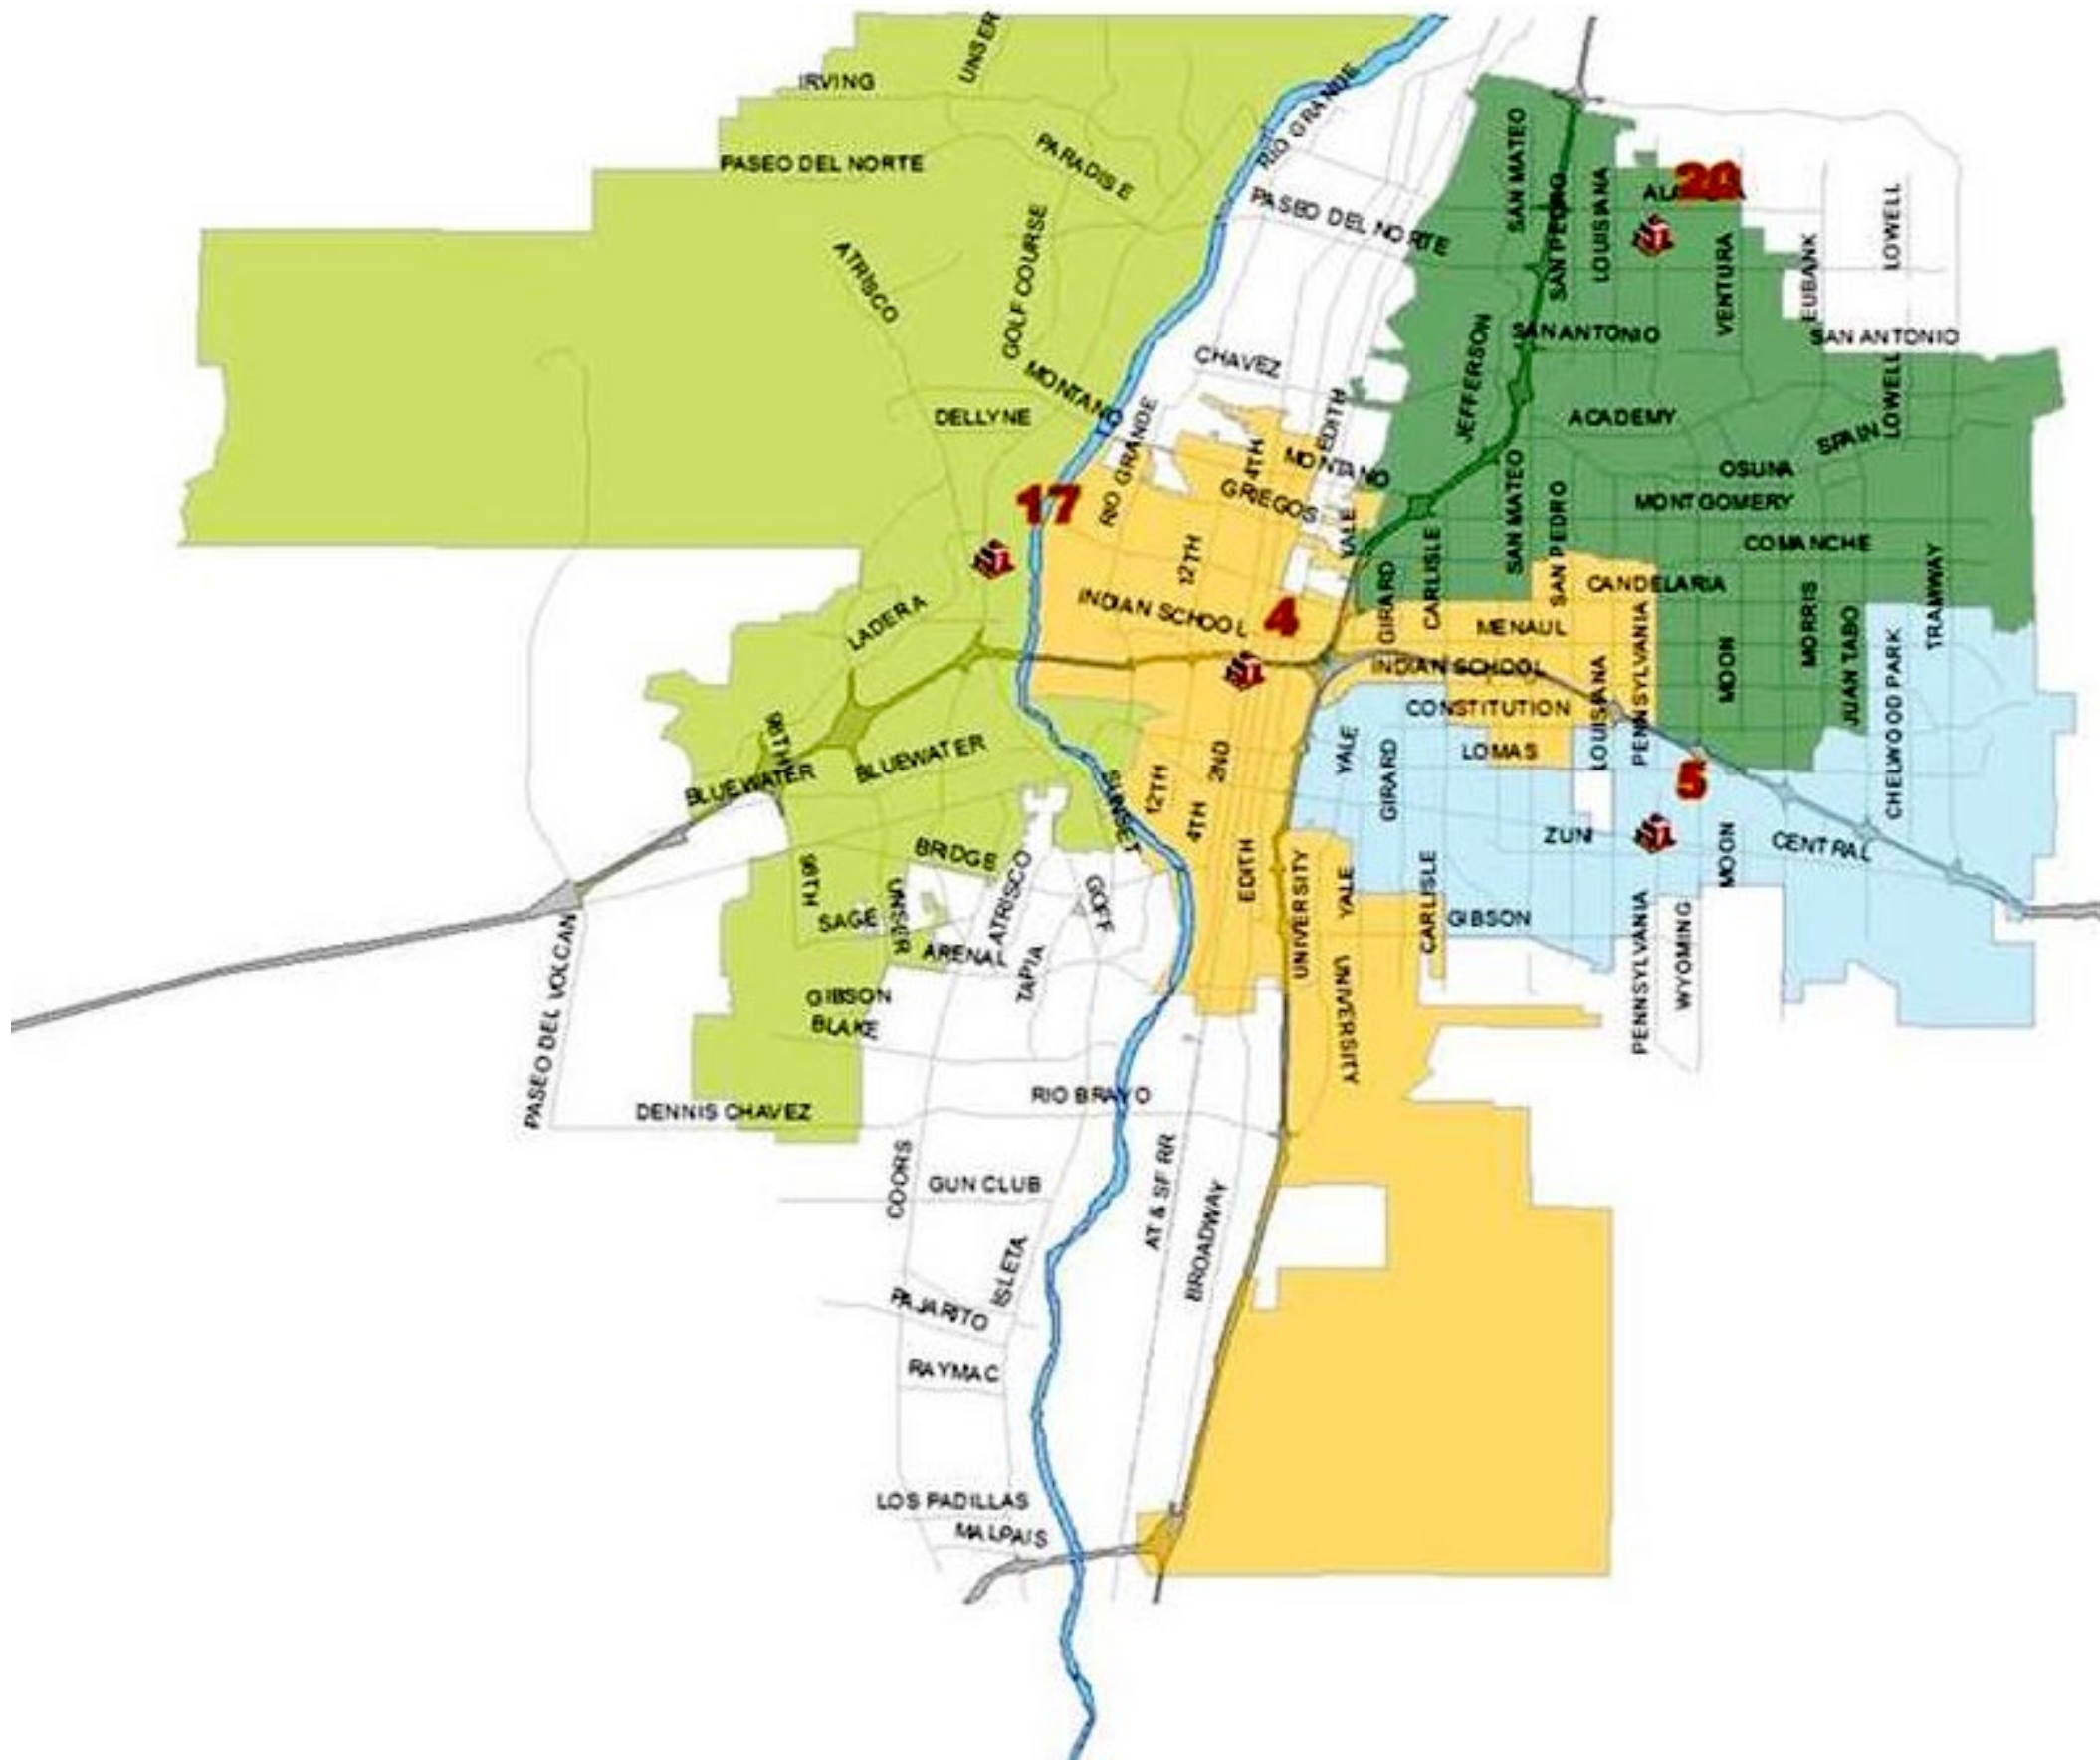 UNSER
IRVING
RIO GRANDE
PASEO DEL NORTE
PARADISE
SAN MATEO
20
SAN PEDRO
LOUISIANA
LOWELL
PASEO DEL NORTE
GOLF COURSE
ATRISCO
VENTURA
EUBANK
SAN ANTONIO
SAN ANTONIO
JEFFERSON
CHAVEZ
MONTANO
DELLYNE
RIO GRANDE
EDITH
ACADEMY
LOWELL
SPAIN
4TH
MONTANO
OSUNA
GRIEGOS
MONTGOMERY
17
YALE
SAN MATEO
SAN PEDRO
COMANCHE
12TH
CARLISLE
GIRARD
CANDELARIA
TRAMWAY
INDIAN SCHOOL
4
LADERA
MENAUL
PENNSYLVANIA
MORRIS
JUAN TABO
MOON
CHELWOOD PARK
INDIAN SCHOOL
LOUISIANA
CONSTITUTION
98TH
BLUEWATER
BLUEWATER
YALE
LOMAS
2ND
12TH
GIRARD
5
SUNSET
4TH
ZUNI
CENTRAL
BRIDGE
98TH
ATRISCO
GOFF
EDITH
UNIVERSITY
YALE
CARLISLE
MOON
SAGE
UNSER
GIBSON
PENNSYLVANIA
WYOMING
ARENAL
TAPIA
UNIVERSITY
PASEO DEL VOLCAN
GIBSON
BLAKE
RIO BRAVO
DENNIS CHAVEZ
COORS
GUN CLUB
AT & SF RR
BROADWAY
ISLETA
PAJARITO
RAYMAC
LOS PADILLAS
MALPAIS